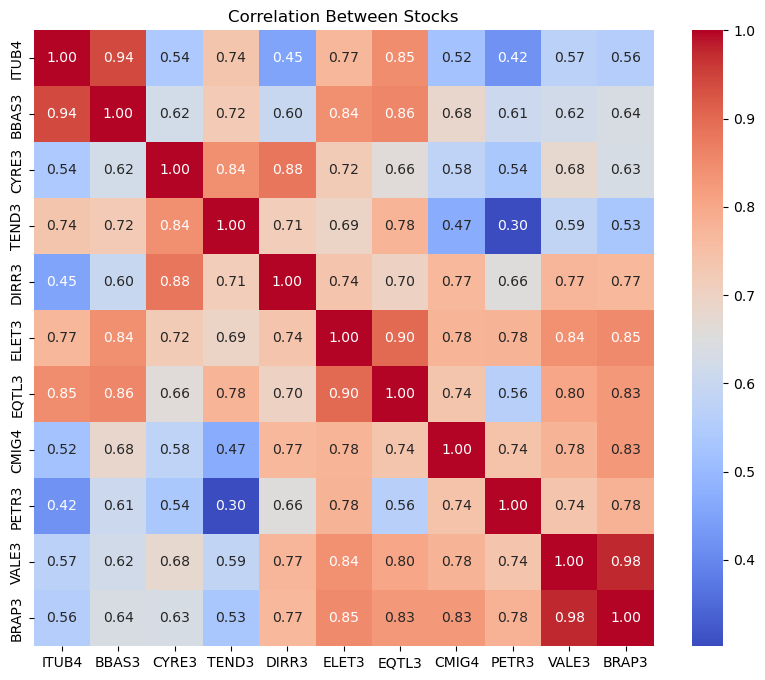 Correlation Between Stocks
ITUB4 1.00 0.94 0.54 0.74 0.45 0.77 0.85 0.52 0.42 0.57 0.56
BBAS3 0.94 1.00 0.62 0.72 0.60 0.84 0.86 0.68 0.61 0.62 0.64
CYRE3 0.54 0.62 1.00 0.84 0.88 0.72 0.66 0.58 0.54 0.68 0.63
TEND3 0.74 0.72 0.84 1.00 0.71 0.69 0.78 0.47 0.30 0.59 0.53
DIRR3 0.45 0.60 0.88 0.71 1.00 0.74 0.70 0.77 0.66 0.77 0.77
ELET3 0.77 0.84 0.72 0.69 0.74 1.00 0.90 0.78 0.78 0.84 0.85
EQTL3 0.85 0.86 0.66 0.78 0.70 0.90 1.00 0.74 0.56 0.80 0.83
CMIG4 0.52 0.68 0.58 0.47 0.77 0.78 0.74 1.00 0.74 0.78 0.83
PETR3 0.42 0.61 0.54 0.30 0.66 0.78 0.56 0.74 1.00 0.74 0.78
VALE3 0.57 0.62 0.68 0.59 0.77 0.84 0.80 0.78 0.74 1.00 0.98
BRAP3 0.56 0.64 0.63 0.53 0.77 0.85 0.83 0.83 0.78 0.98 1.00
ITUB4 BBAS3 CYRE3 TEND3 DIRR3 ELET3 EQTL3 CMIG4 PETR3 VALE3 BRAP3
1.0
0.9
0.8
0.7
0.6
0.5
0.4